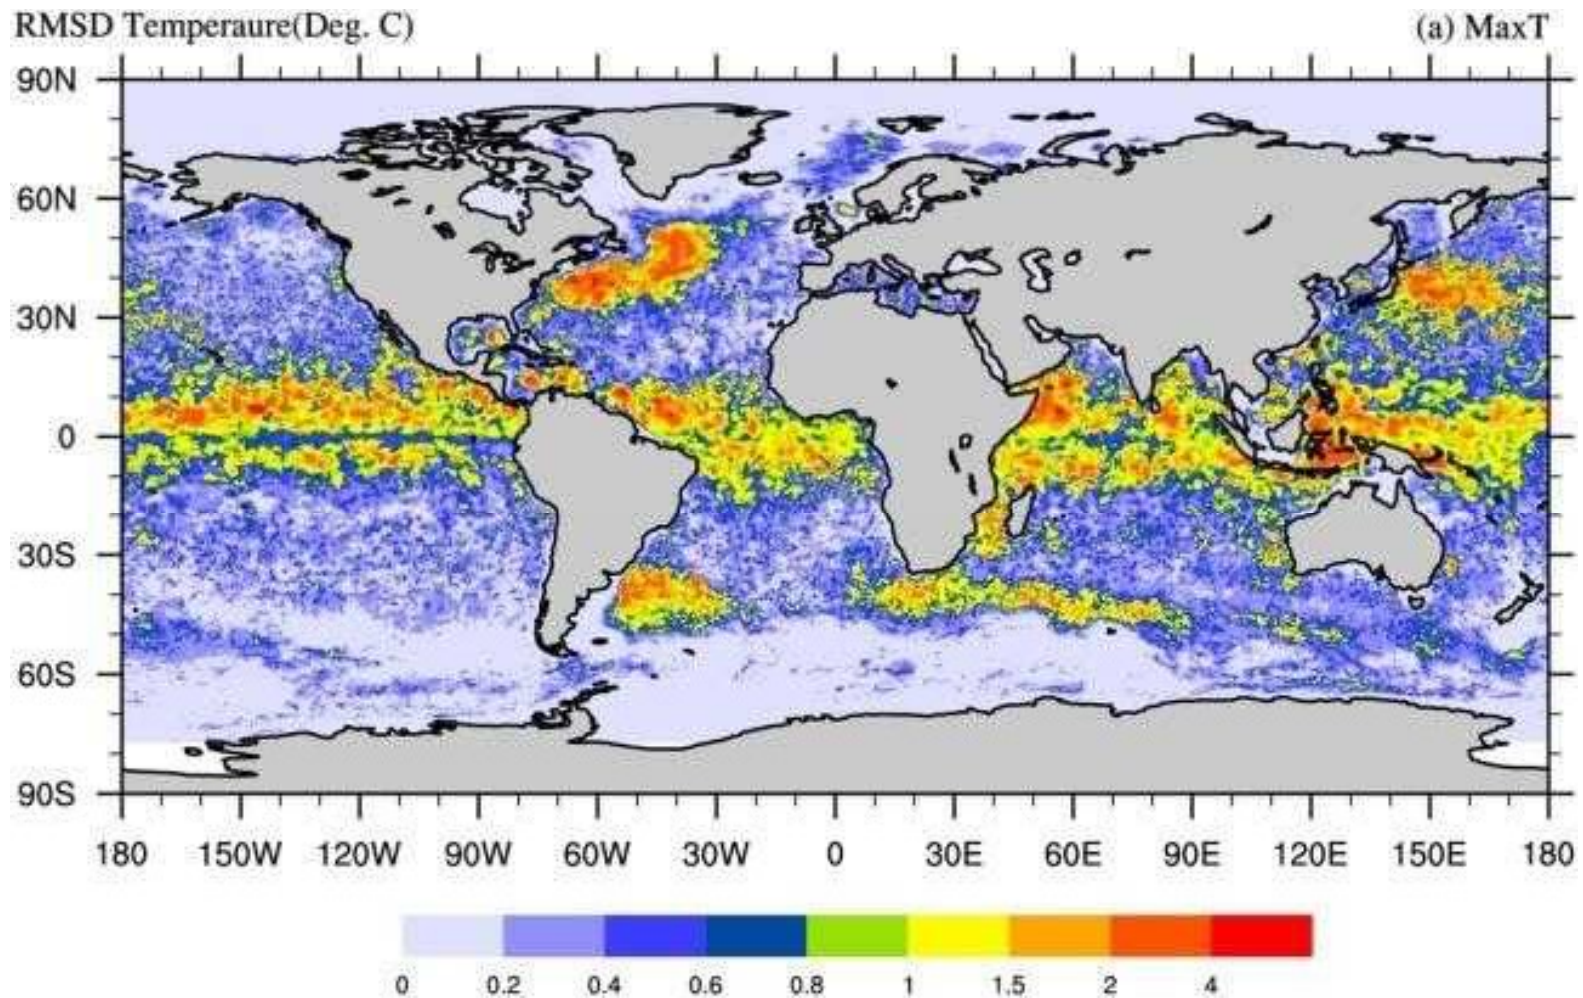 RMSD Temperaure(Deg. C) (a) MaxT
90N
60N
30N
0
30S
60S
90S
180 150W 120W 90W 60W 30W 0 30E 60E 90E 120E 150E 180
0 0.2 0.4 0.6 0.8 1 1.5 2 4